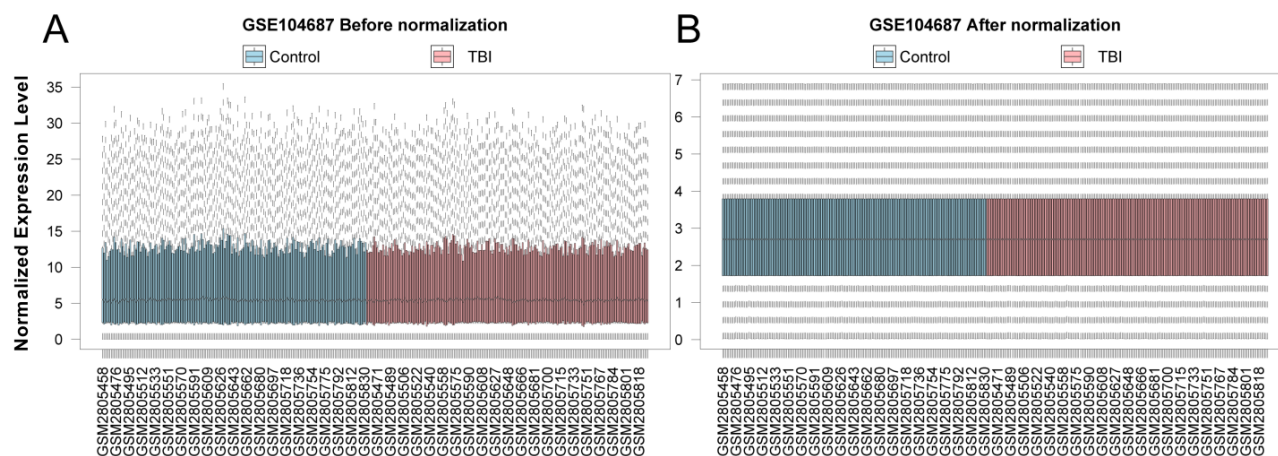 A
GSE104687 Before normalization
Control
TBI
Normalized Expression Level
35
30
25
20
15
10
5
0
GSM2805458
GSM2805476
GSM2805495
GSM2805512
GSM2805533
GSM2805551
GSM2805570
GSM2805591
GSM2805609
GSM2805626
GSM2805643
GSM2805662
GSM2805680
GSM2805697
GSM2805718
GSM2805736
GSM2805754
GSM2805775
GSM2805792
GSM2805812
GSM2805830
GSM2805471
GSM2805489
GSM2805506
GSM2805522
GSM2805540
GSM2805558
GSM2805575
GSM2805590
GSM2805608
GSM2805627
GSM2805648
GSM2805666
GSM2805681
GSM2805700
GSM2805715
GSM2805733
GSM2805751
GSM2805767
GSM2805784
GSM2805801
GSM2805818
B
GSE104687 After normalization
Control
TBI
7
6
5
4
3
2
1
0
GSM2805458
GSM2805476
GSM2805495
GSM2805512
GSM2805533
GSM2805551
GSM2805570
GSM2805591
GSM2805609
GSM2805626
GSM2805643
GSM2805662
GSM2805680
GSM2805697
GSM2805718
GSM2805736
GSM2805754
GSM2805775
GSM2805792
GSM2805812
GSM2805830
GSM2805471
GSM2805489
GSM2805506
GSM2805522
GSM2805540
GSM2805558
GSM2805575
GSM2805590
GSM2805608
GSM2805627
GSM2805648
GSM2805666
GSM2805681
GSM2805700
GSM2805715
GSM2805733
GSM2805751
GSM2805767
GSM2805784
GSM2805801
GSM2805818